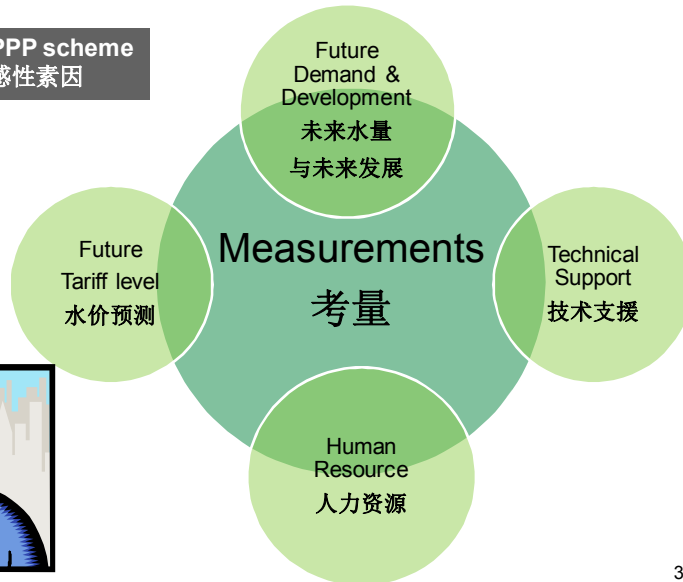 PPP scheme
感性素因
Future
Demand &
Development
未来水量
与未来发展
Measurements
考量
Future
Tariff level
水价预测
Technical
Support
技术支援
Human
Resource
人力资源
3